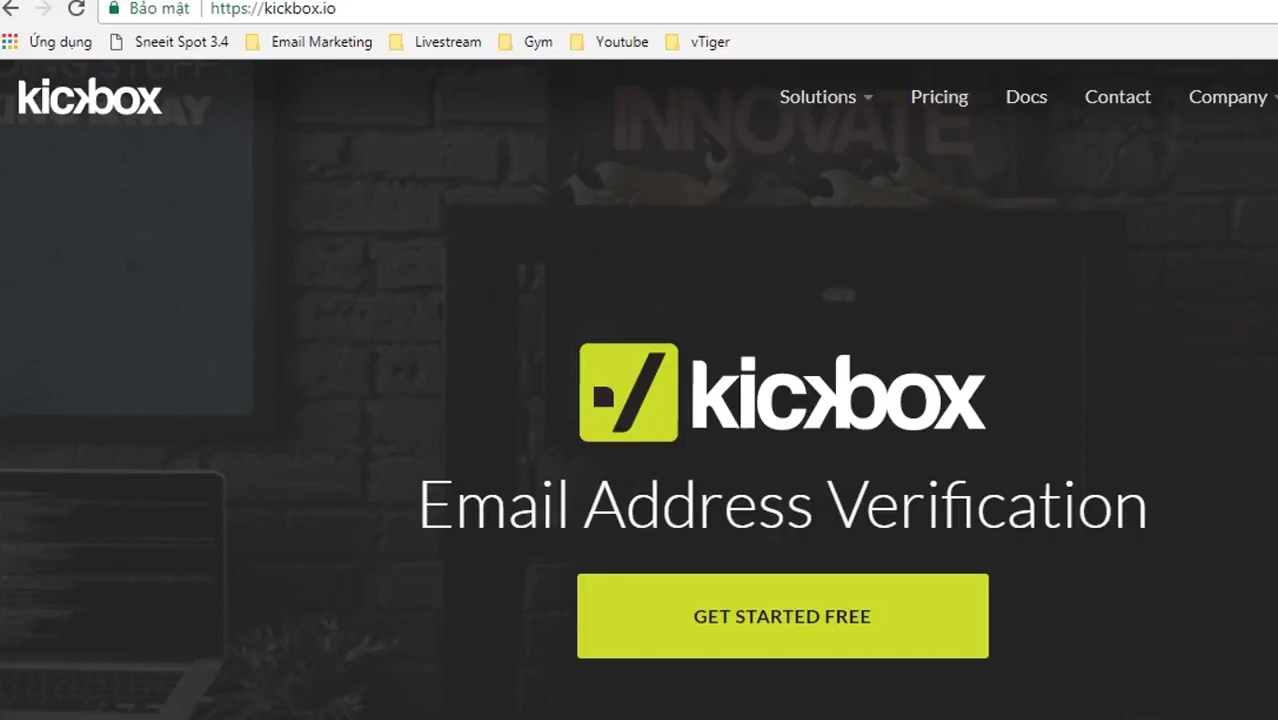 Bảo mật https://kickbox.io
Ứng dụng Sneeit Spot 3.4 Email Marketing Livestream Gym Youtube vTiger
kickbox Solutions Pricing Docs Contact Company
INNOVATE
kickbox
Email Address Verification
GET STARTED FREE